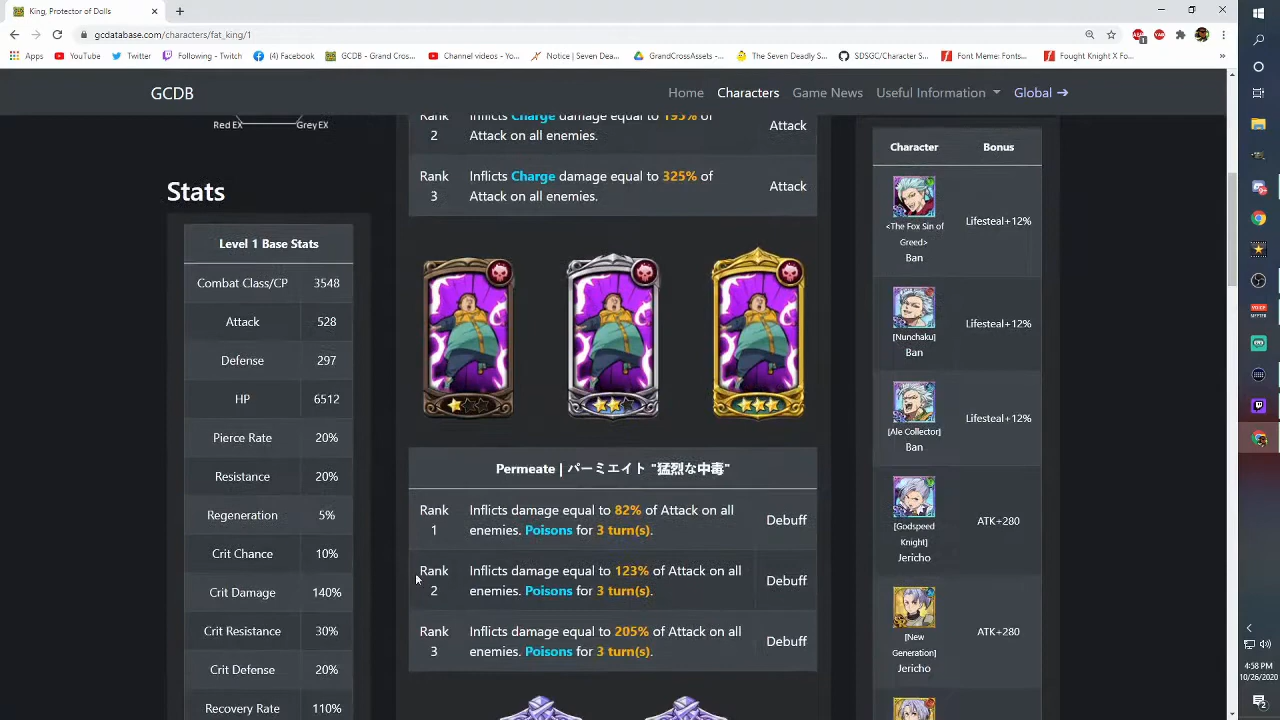 King, Protector of Dolls
gcdatabase.com/characters/fat_king/1
Apps
YouTube
Twitter
Following - Twitch
(4) Facebook
GCDB - Grand Cros...
Channel videos - Yo...
Notice | Seven Dea...
GrandCrossAssets -...
The Seven Deadly S...
SDSGC/Character S...
Font Meme: Fonts...
Fought Knight X Fo...
»
GCDB
Home
Characters
Game News
Useful Information
Global →
Red EX
Grey EX
Stats
Level 1 Base Stats
Combat Class/CP 3548
Attack 528
Defense 297
HP 6512
Pierce Rate 20%
Resistance 20%
Regeneration 5%
Crit Chance 10%
Crit Damage 140%
Crit Resistance 30%
Crit Defense 20%
Recovery Rate 110%
Rank 2
Inflicts Charge damage equal to 195% of
Attack on all enemies.
Attack
Rank 3
Inflicts Charge damage equal to 325% of
Attack on all enemies.
Attack
Permeate | パーミエイト "猛烈な中毒"
Rank 1
Inflicts damage equal to 82% of Attack on all
enemies. Poisons for 3 turn(s).
Debuff
Rank 2
Inflicts damage equal to 123% of Attack on all
enemies. Poisons for 3 turn(s).
Debuff
Rank 3
Inflicts damage equal to 205% of Attack on all
enemies. Poisons for 3 turn(s).
Debuff
Character Bonus
<The Fox Sin of
Greed>
Ban
Lifesteal+12%
[Nunchaku]
Ban
Lifesteal+12%
[Ale Collector]
Ban
Lifesteal+12%
[Godspeed
Knight]
Jericho
ATK+280
[New
Generation]
Jericho
ATK+280
4:58 PM
10/26/2020